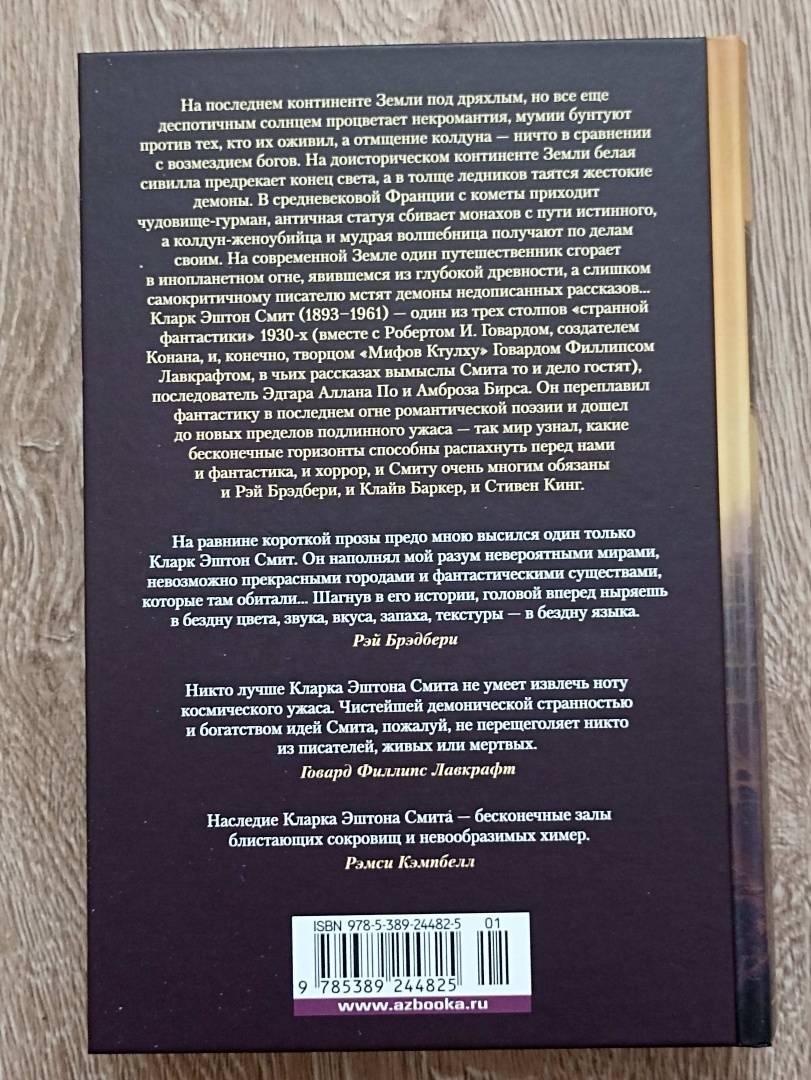 На последнем континенте Земли под дряхлым, но все еще
деспотичным солнцем процветает некромантия, мумии бунтуют
против тех, кто их оживил, а отмщение колдуна — ничто в сравнении
с возмездием богов. На доисторическом континенте Земли белая
сивилла предрекает конец света, а в толще ледников таятся жестокие
демоны. В средневековой Франции с кометы приходит
чудовище-гурман, античная статуя сбивает монахов с пути истинного,
а колдун-женоубийца и мудрая волшебница получают по делам
своим. На современной Земле один путешественник сгорает
в инопланетном огне, явившемся из глубокой древности, а слишком
самокритичному писателю мстят демоны недописанных рассказов...
Кларк Эштон Смит (1893–1961) — один из трех столпов «странной
фантастики» 1930-х (вместе с Робертом И. Говардом, создателем
Конана, и, конечно, творцом «Мифов Ктулху» Говардом Филлипсом
Лавкрафтом, в чьих рассказах вымыслы Смита то и дело гостят),
последователь Эдгара Аллана По и Амброза Бирса. Он переплавил
фантастику в последнем огне романтической поэзии и дошел
до новых пределов подлинного ужаса — так мир узнал, какие
бесконечные горизонты способны распахнуть перед нами
и фантастика, и хоррор, и Смиту очень многим обязаны
и Рэй Брэдбери, и Клайв Баркер, и Стивен Кинг.
На равнине короткой прозы предо мною высился один только
Кларк Эштон Смит. Он наполнял мой разум невероятными мирами,
невозможно прекрасными городами и фантастическими существами,
которые там обитали... Шагнув в его истории, головой вперед ныряешь
в бездну цвета, звука, вкуса, запаха, текстуры — в бездну языка.
Рэй Брэдбери
Никто лучше Кларка Эштона Смита не умеет извлечь ноту
космического ужаса. Чистейшей демонической странностью
и богатством идей Смита, пожалуй, не перещеголяет никто
из писателей, живых или мертвых.
Говард Филлипс Лавкрафт
Наследие Кларка Эштона Смита — бесконечные залы
блистающих сокровищ и невообразимых химер.
Рэмси Кэмпбелл
ISBN 978-5-389-24482-5 01
9 785389 244825
www.azbooka.ru